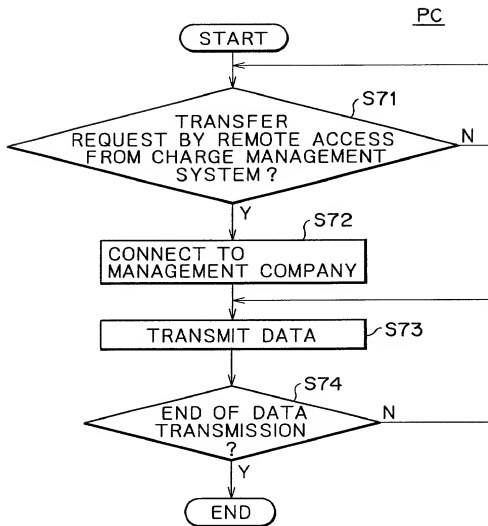 PC
START
S71
TRANSFER
REQUEST BY REMOTE ACCESS
FROM CHARGE MANAGEMENT
SYSTEM?
N
Y
S72
CONNECT TO
MANAGEMENT COMPANY
TRANSMIT DATA
S73
S74
END OF DATA
TRANSMISSION
?
N
Y
END